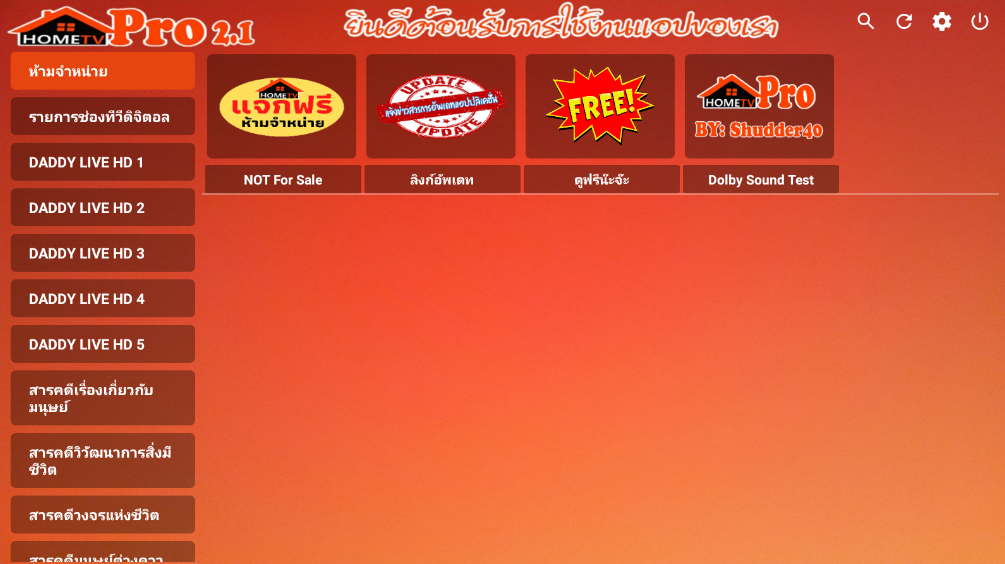 HOMETV Pro 2.1
ยินดีต้อนรับการใช้งานแอปของเรา
ห้ามจำหน่าย
รายการช่องทีวีดิจิตอล
DADDY LIVE HD 1
DADDY LIVE HD 2
DADDY LIVE HD 3
DADDY LIVE HD 4
DADDY LIVE HD 5
สารคดีเรื่องเกี่ยวกับ
มนุษย์
สารคดีวิวัฒนาการสิ่งมี
ชีวิต
สารคดีวงจรแห่งชีวิต
HOMETV
แจกฟรี
ห้ามจำหน่าย
NOT For Sale
UPDATE
แจ้งข่าวสารการอัพเดทแอปปลิเคชั่น
UPDATE
ลิงก์อัพเดท
FREE!
ดูฟรีน๊ะจ๊ะ
HOMETV Pro
BY: Shudder40
Dolby Sound Test